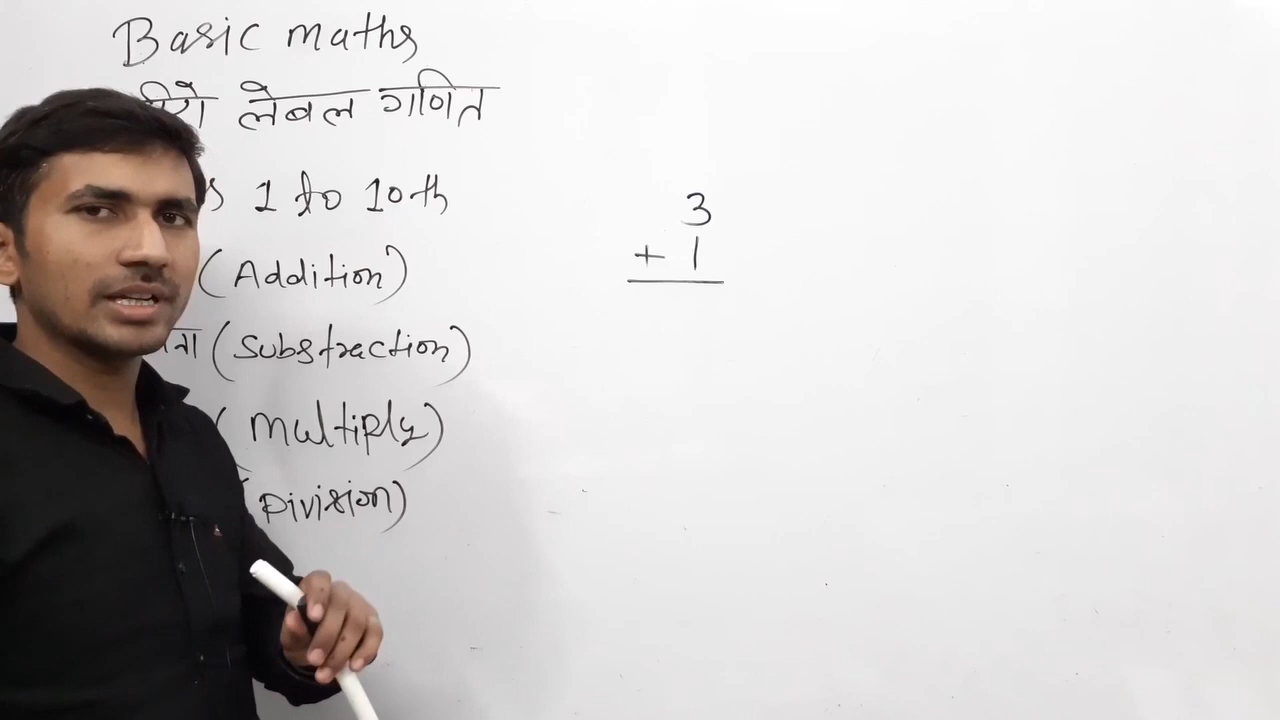 Basic maths
लेबल गणित
1 to 10th
(Addition)
(Substraction)
(Multiply)
(Division)
3
+ 1